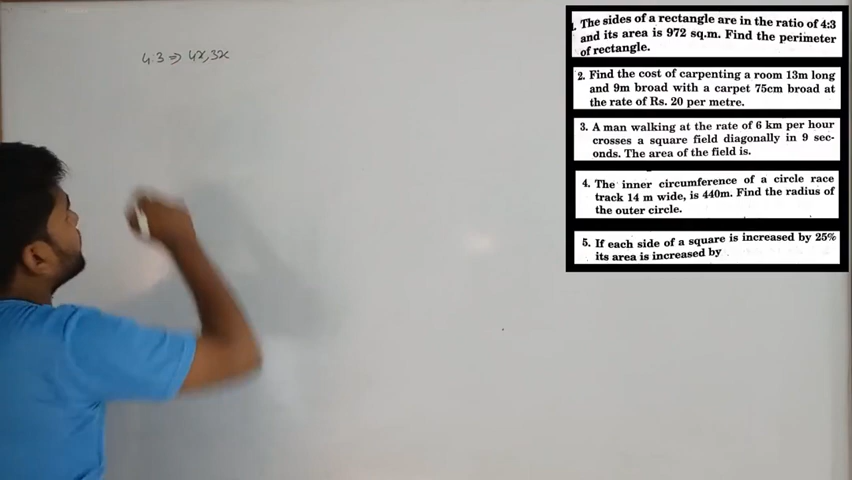 4:3 ⇒ 4x, 3x
1. The sides of a rectangle are in the ratio of 4:3
and its area is 972 sq.m. Find the perimeter
of rectangle.
2. Find the cost of carpenting a room 13m long
and 9m broad with a carpet 75cm broad at
the rate of Rs. 20 per metre.
3. A man walking at the rate of 6 km per hour
crosses a square field diagonally in 9 sec-
onds. The area of the field is.
4. The inner circumference of a circle race
track 14 m wide, is 440m. Find the radius of
the outer circle.
5. If each side of a square is increased by 25%
its area is increased by